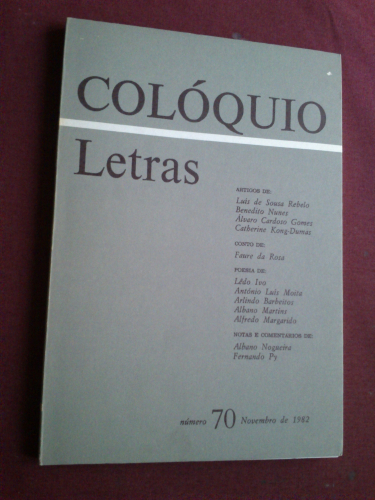 COLÓQUIO
Letras
ARTIGOS DE:
Luís de Sousa Rebelo
Benedito Nunes
Álvaro Cardoso Gomes
Catherine Kong-Dumas
CONTO DE:
Faure da Rosa
POESIA DE:
Lêdo Ivo
António Luís Moita
Arlindo Barbeitos
Albano Martins
Alfredo Margarido
NOTAS E COMENTÁRIOS DE:
Albano Nogueira
Fernando Py
número 70 Novembro de 1982